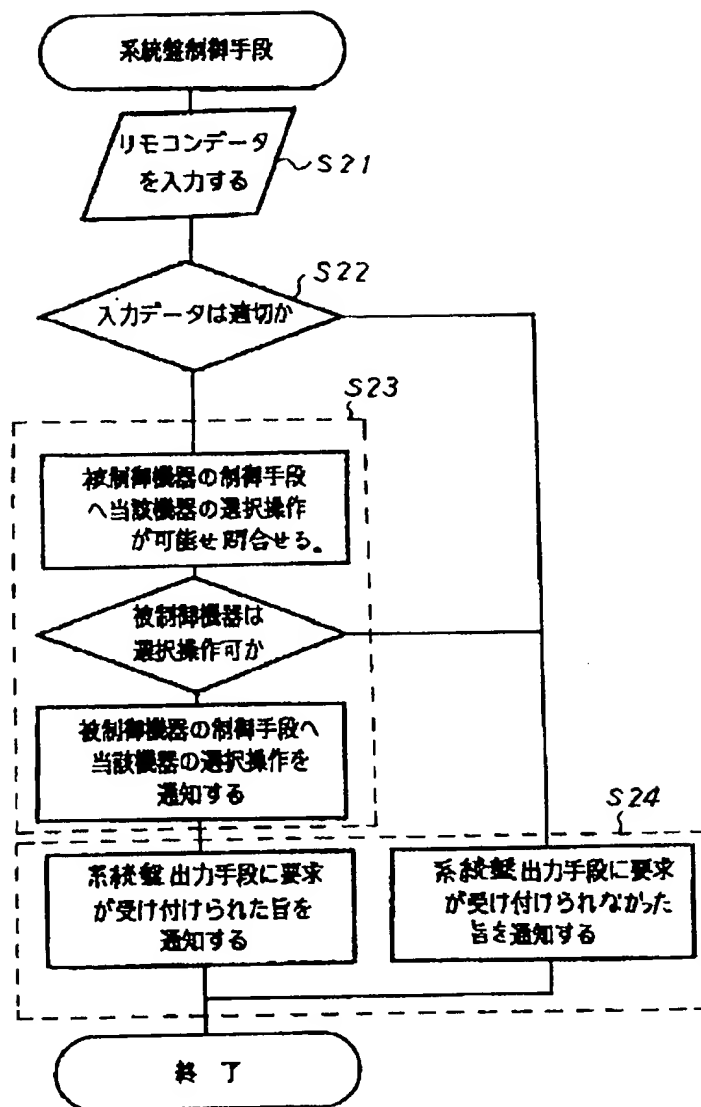 系統盤制御手段
リモコンデータ
を入力する
S21
S22
入力データは適切か
S23
被制御機器の制御手段
へ当該機器の選択操作
が可能せ問合せる。
被制御機器は
選択操作可か
被制御機器の制御手段へ
当該機器の選択操作を
通知する
S24
系統盤出力手段に要求
が受け付けられた旨を
通知する
系統盤出力手段に要求
が受け付けられなかった
旨を通知する
終了